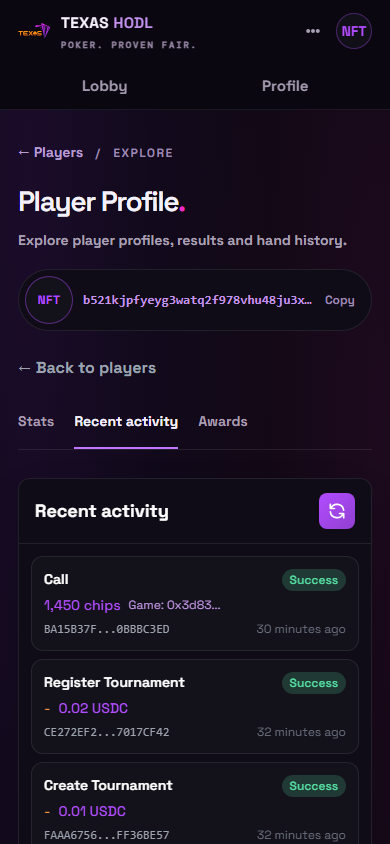 TEXAS
TEXAS HODL
POKER. PROVEN FAIR.
•••
NFT
Lobby
Profile
← Players / EXPLORE
Player Profile.
Explore player profiles, results and hand history.
NFT
b521kjpfyeyg3watq2f978vhu48ju3x…
Copy
← Back to players
Stats
Recent activity
Awards
Recent activity
Call
Success
1,450 chips Game: 0x3d83...
BA15B37F...0BBBC3ED
30 minutes ago
Register Tournament
Success
- 0.02 USDC
CE272EF2...7017CF42
32 minutes ago
Create Tournament
Success
- 0.01 USDC
FAAA6756...FF36BE57
32 minutes ago